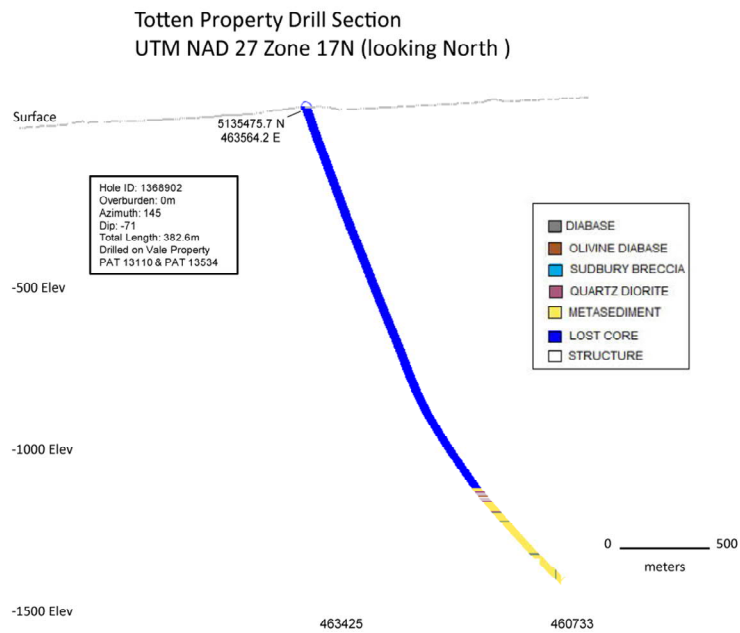 Totten Property Drill Section
UTM NAD 27 Zone 17N (looking North )
Surface
5135475.7 N
463564.2 E
Hole ID: 1368902
Overburden: 0m
Azimuth: 145
Dip: -71
Total Length: 382.6m
Drilled on Vale Property
PAT 13110 & PAT 13534
DIABASE
OLIVINE DIABASE
SUDBURY BRECCIA
QUARTZ DIORITE
METASEDIMENT
LOST CORE
STRUCTURE
-500 Elev
-1000 Elev
-1500 Elev
0 500
meters
463425 460733